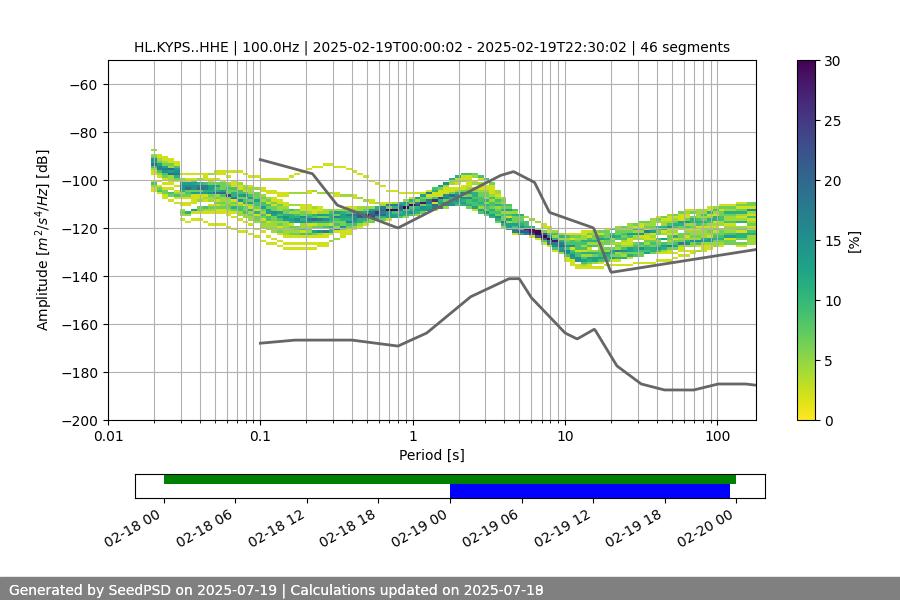 HL.KYPS..HHE | 100.0Hz | 2025-02-19T00:00:02 - 2025-02-19T22:30:02 | 46 segments
Amplitude [m²/s⁴/Hz] [dB]
−60
−80
−100
−120
−140
−160
−180
−200
0.01 0.1 1 10 100
Period [s]
30
25
20
15
10
5
0
[%]
02-18 00 02-18 06 02-18 12 02-18 18 02-19 00 02-19 06 02-19 12 02-19 18 02-20 00
Generated by SeedPSD on 2025-07-19 | Calculations updated on 2025-07-18